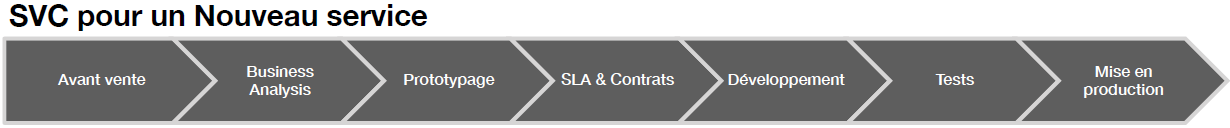 SVC pour un Nouveau service
Avant vente
Business
Analysis
Prototypage
SLA & Contrats
Développement
Tests
Mise en
production